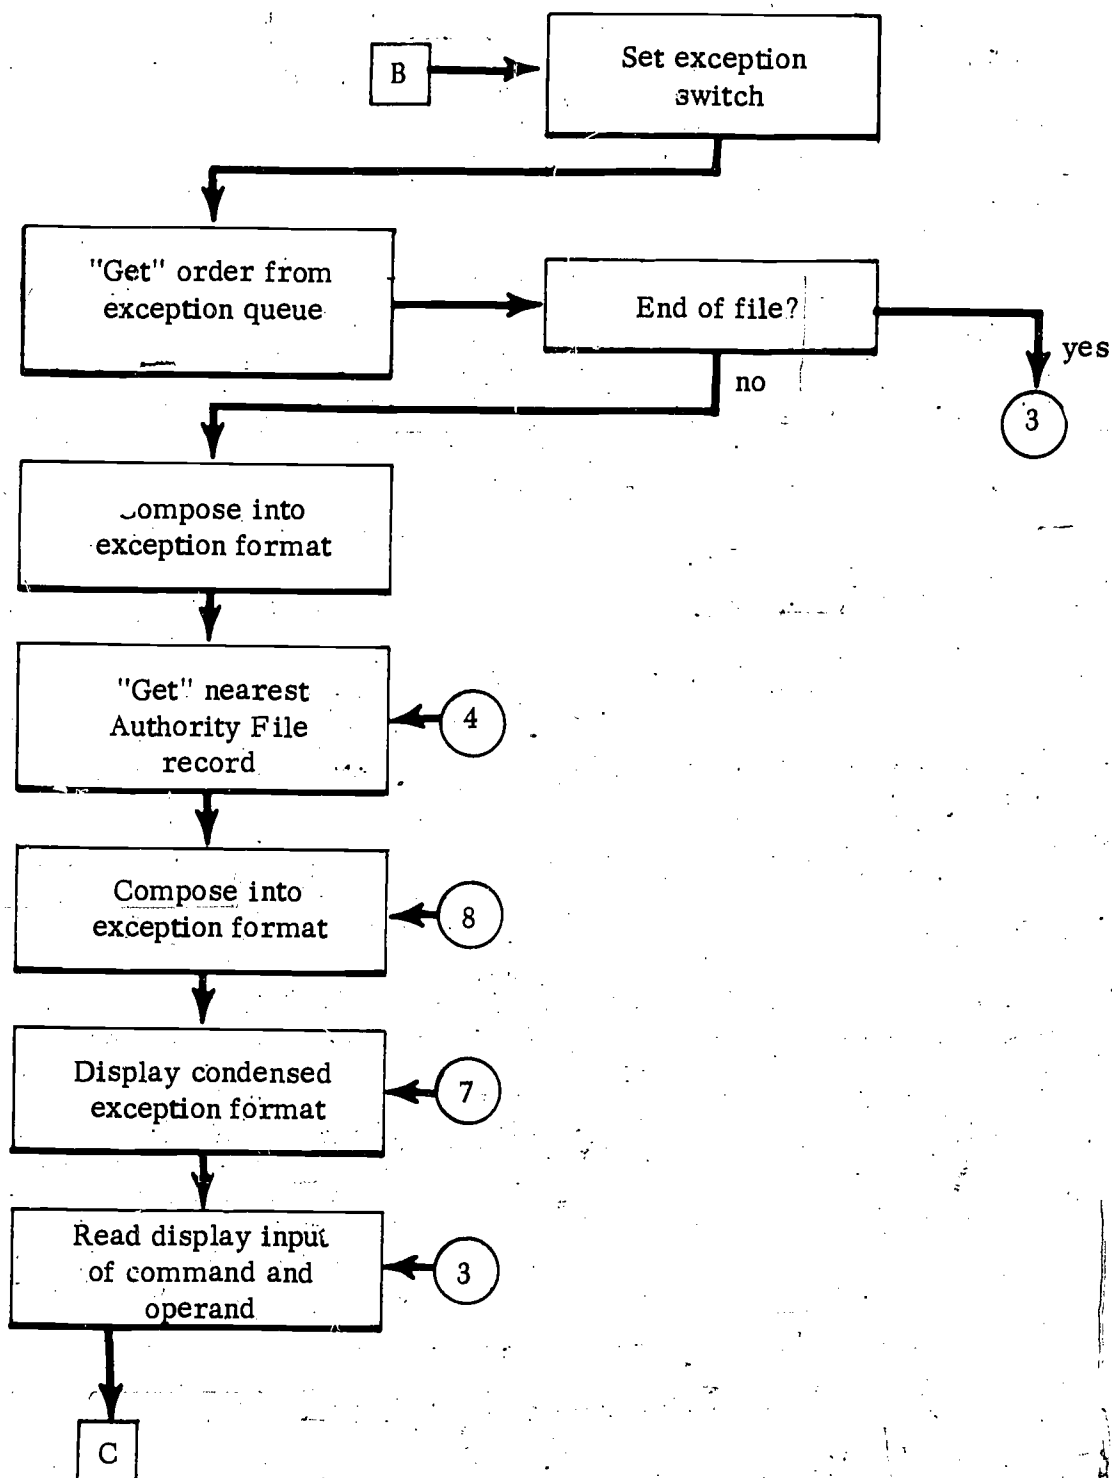 B
Set exception
switch
"Get" order from
exception queue
End of file?
yes
no
3
Compose into
exception format
"Get" nearest
Authority File
record
4
Compose into
exception format
8
Display condensed
exception format
7
Read display input
of command and
operand
3
C